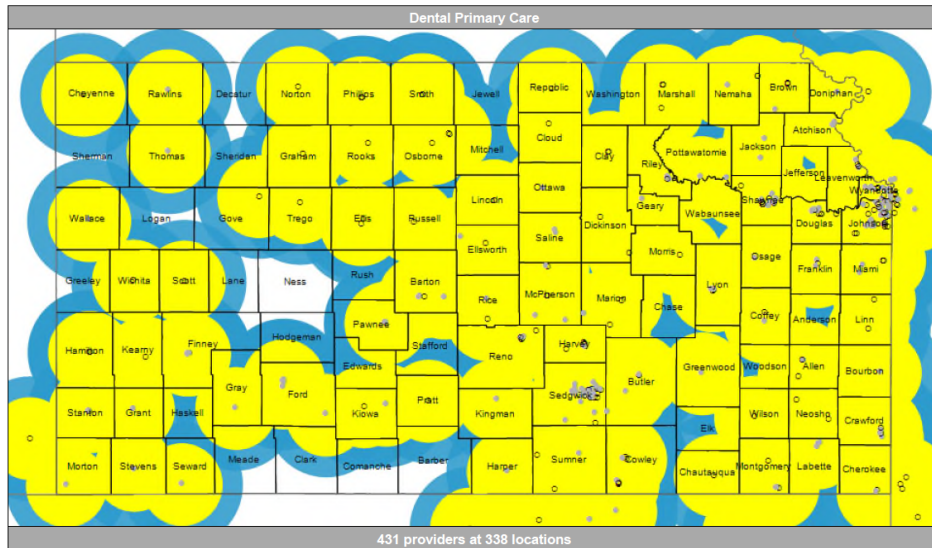 Dental Primary Care
Cheyenne Rawlins Decatur Norton Phillips Smith Jewell Republic Washington Marshall Nemaha Brown Doniphan
Cloud Atchison
Sherman Thomas Sheridan Graham Rooks Osborne Mitchell Clay Riley Pottawatomie Jackson Jefferson Leavenworth
Wallace Logan Gove Trego Ellis Russell Lincoln Ottawa Geary Wabaunsee Shawnee Wyandotte
Saline Dickinson Douglas Johnson
Ellsworth Morris
Greeley Wichita Scott Lane Ness Rush Barton Osage Franklin Miami
Rice McPherson Marion Lyon
Pawnee Chase Coffey Anderson Linn
Hamilton Kearny Finney Hodgeman Stafford Reno Harvey
Edwards Greenwood Woodson Allen Bourbon
Gray Ford Sedgwick Butler
Stanton Grant Haskell Kiowa Pratt Kingman Wilson Neosho Crawford
Elk
Morton Stevens Seward Meade Clark Comanche Barber Harper Sumner Cowley Chautauqua Montgomery Labette Cherokee
431 providers at 338 locations